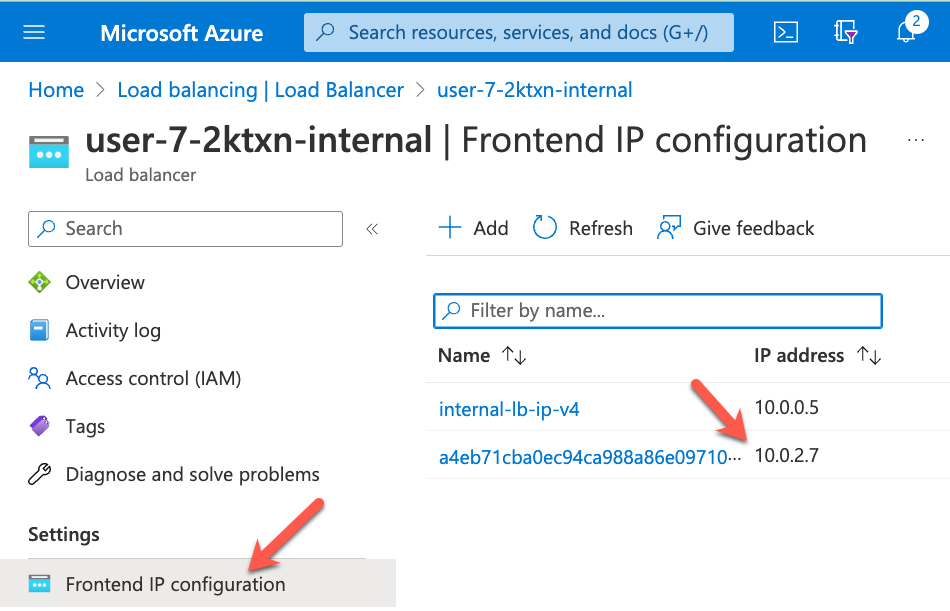 Microsoft Azure
Search resources, services, and docs (G+/)
2
Home > Load balancing | Load Balancer > user-7-2ktxn-internal
user-7-2ktxn-internal | Frontend IP configuration ...
Load balancer
Search «
Add Refresh Give feedback
Overview
Activity log
Access control (IAM)
Tags
Diagnose and solve problems
Settings
Frontend IP configuration
Filter by name...
Name ↑↓ IP address ↑↓
internal-lb-ip-v4 10.0.0.5
a4eb71cba0ec94ca988a86e09710... 10.0.2.7